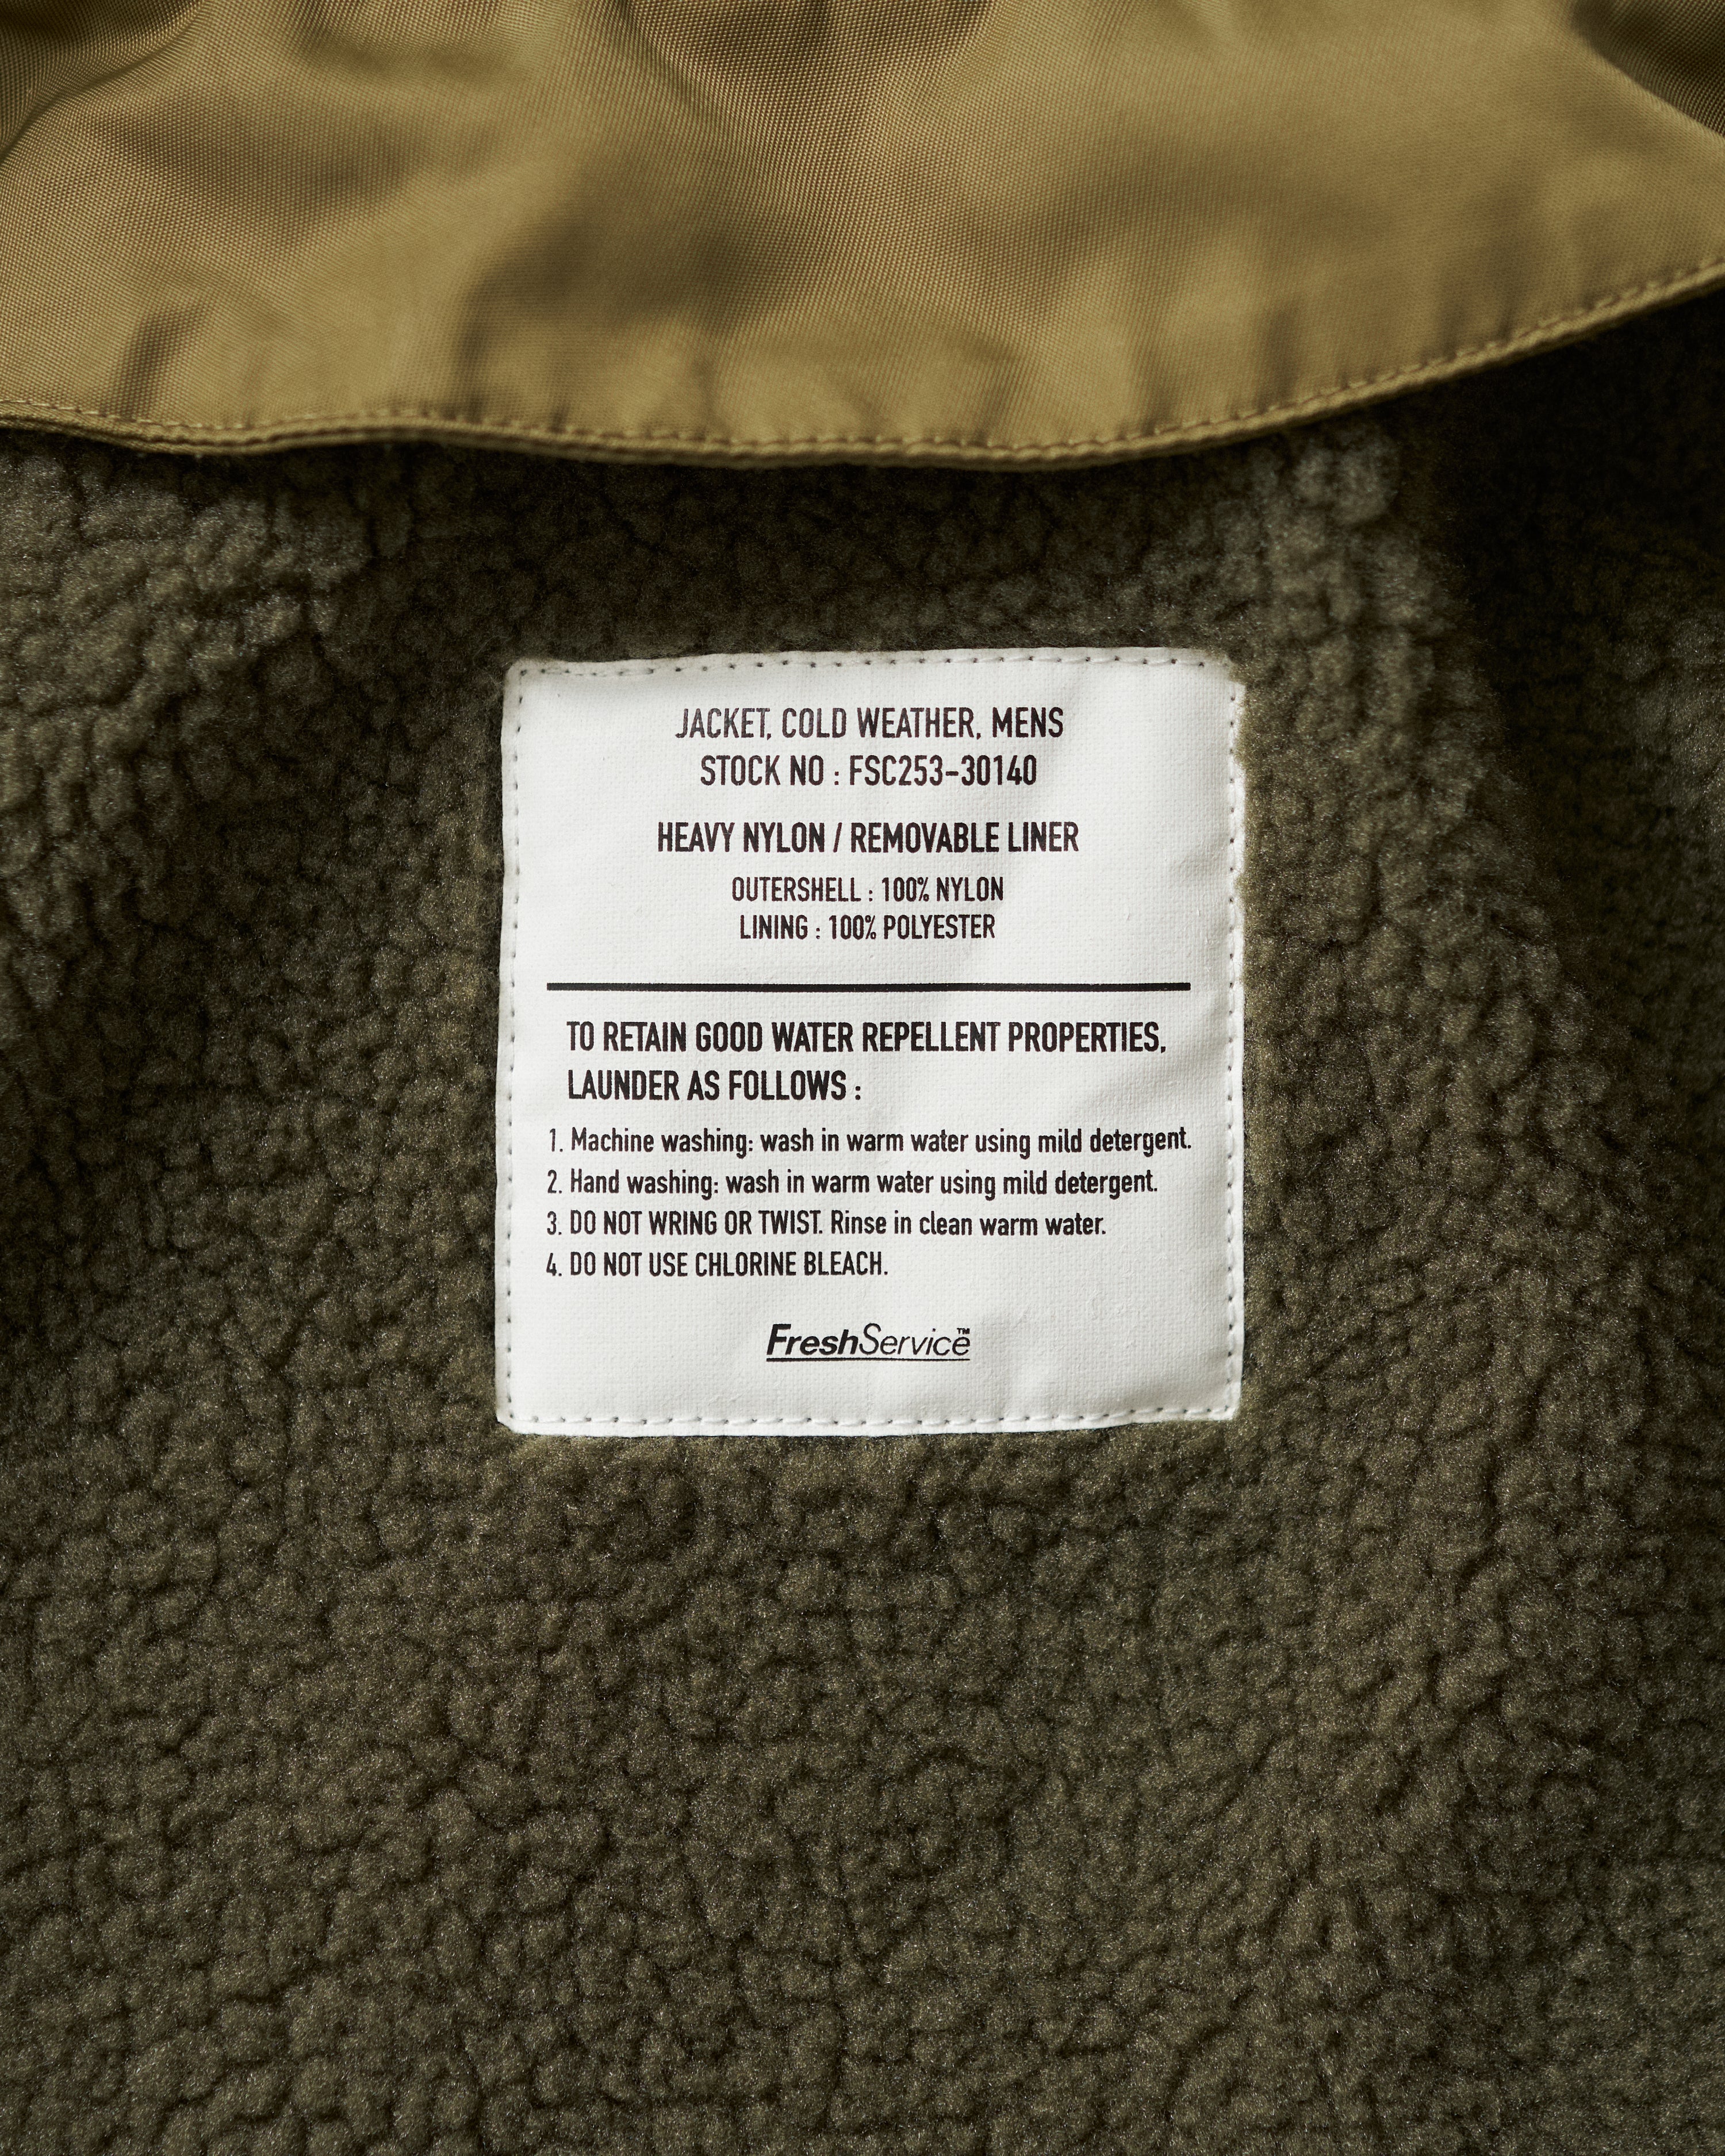 JACKET, COLD WEATHER, MENS
STOCK NO : FSC253-30140
HEAVY NYLON / REMOVABLE LINER
OUTERSHELL : 100% NYLON
LINING : 100% POLYESTER
TO RETAIN GOOD WATER REPELLENT PROPERTIES,
LAUNDER AS FOLLOWS :
1. Machine washing: wash in warm water using mild detergent.
2. Hand washing: wash in warm water using mild detergent.
3. DO NOT WRING OR TWIST. Rinse in clean warm water.
4. DO NOT USE CHLORINE BLEACH.
FreshService™